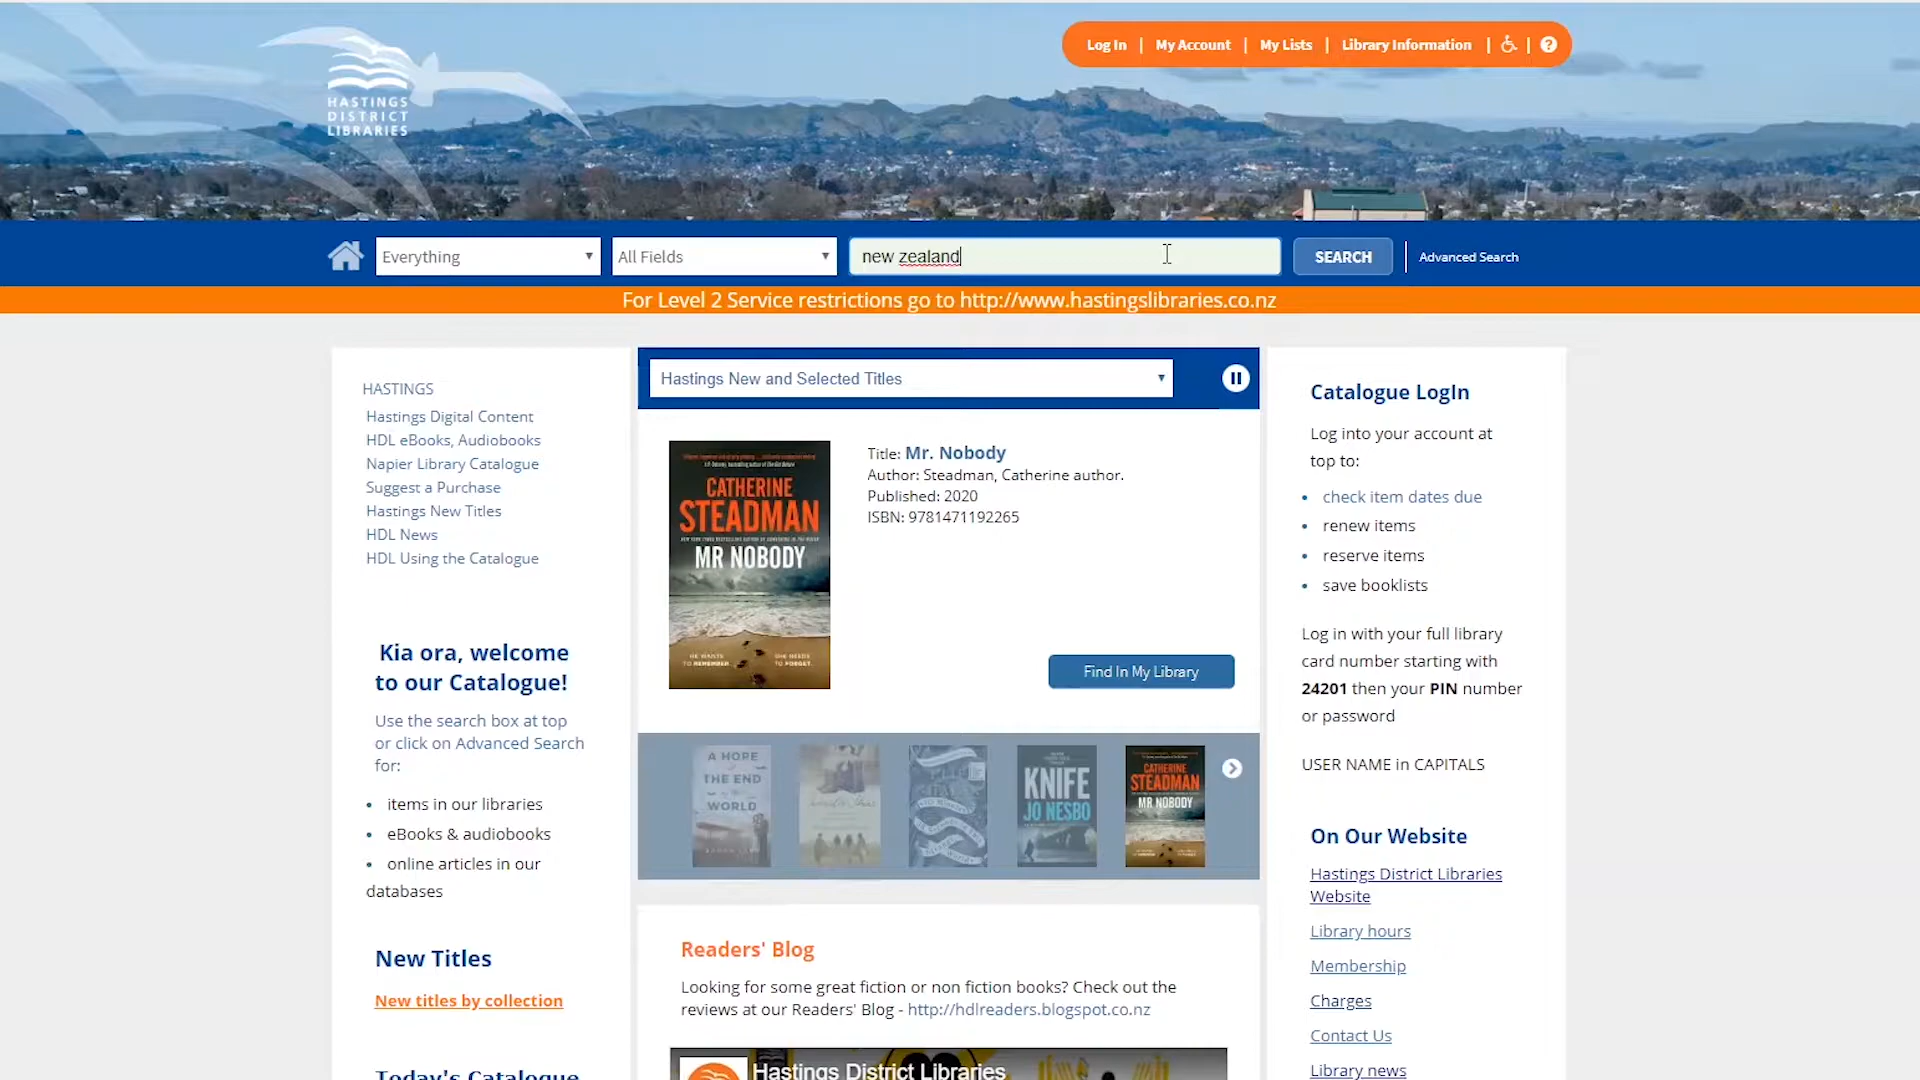 Log In | My Account | My Lists | Library Information | ?
HASTINGS
DISTRICT
LIBRARIES
Everything
All Fields
new zealand
SEARCH
Advanced Search
For Level 2 Service restrictions go to http://www.hastingslibraries.co.nz
HASTINGS
Hastings Digital Content
HDL eBooks, Audiobooks
Napier Library Catalogue
Suggest a Purchase
Hastings New Titles
HDL News
HDL Using the Catalogue
Kia ora, welcome
to our Catalogue!
Use the search box at top
or click on Advanced Search
for:
• items in our libraries
• eBooks & audiobooks
• online articles in our
databases
New Titles
New titles by collection
Today's Catalogue
Hastings New and Selected Titles
CATHERINE
STEADMAN
MR NOBODY
HE WANTS
TO REMEMBER
SHE NEEDS
TO FORGET
Title: Mr. Nobody
Author: Steadman, Catherine author.
Published: 2020
ISBN: 9781471192265
Find In My Library
A HOPE
THE END
WORLD
KNIFE
JO NESBO
CATHERINE
STEADMAN
MR NOBODY
Readers' Blog
Looking for some great fiction or non fiction books? Check out the
reviews at our Readers' Blog - http://hdlreaders.blogspot.co.nz
Hastings District Libraries
Catalogue LogIn
Log into your account at
top to:
• check item dates due
• renew items
• reserve items
• save booklists
Log in with your full library
card number starting with
24201 then your PIN number
or password
USER NAME in CAPITALS
On Our Website
Hastings District Libraries
Website
Library hours
Membership
Charges
Contact Us
Library news